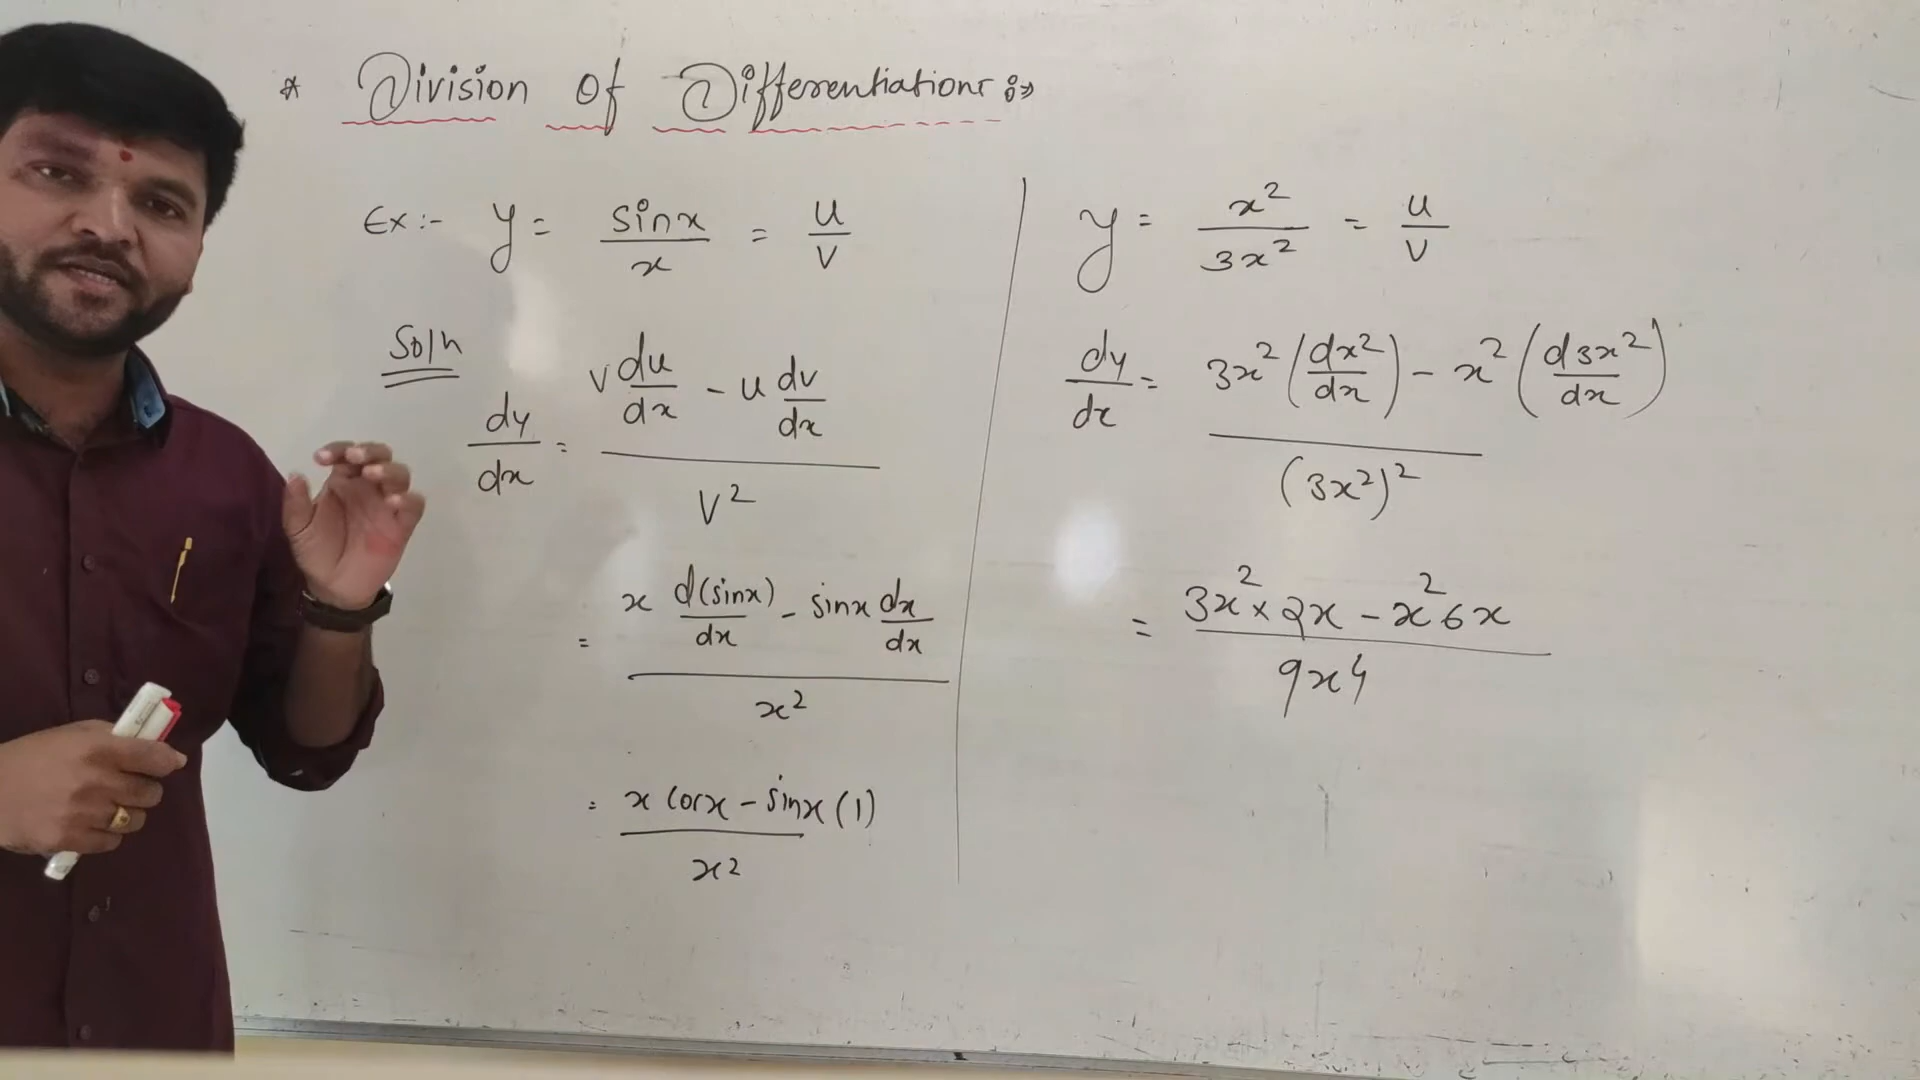 * Division Of Differentiation :→
Ex :- y = sinx / x = u / v
Soln
dy/dx = (v du/dx - u dv/dx) / v²
= (x d(sinx)/dx - sinx dx/dx) / x²
= (x cosx - sinx (1)) / x²
y = x² / 3x² = u / v
dy/dx = (3x² (dx²/dx) - x² (d3x²/dx)) / (3x²)²
= (3x² × 2x - x² 6x) / 9x⁴